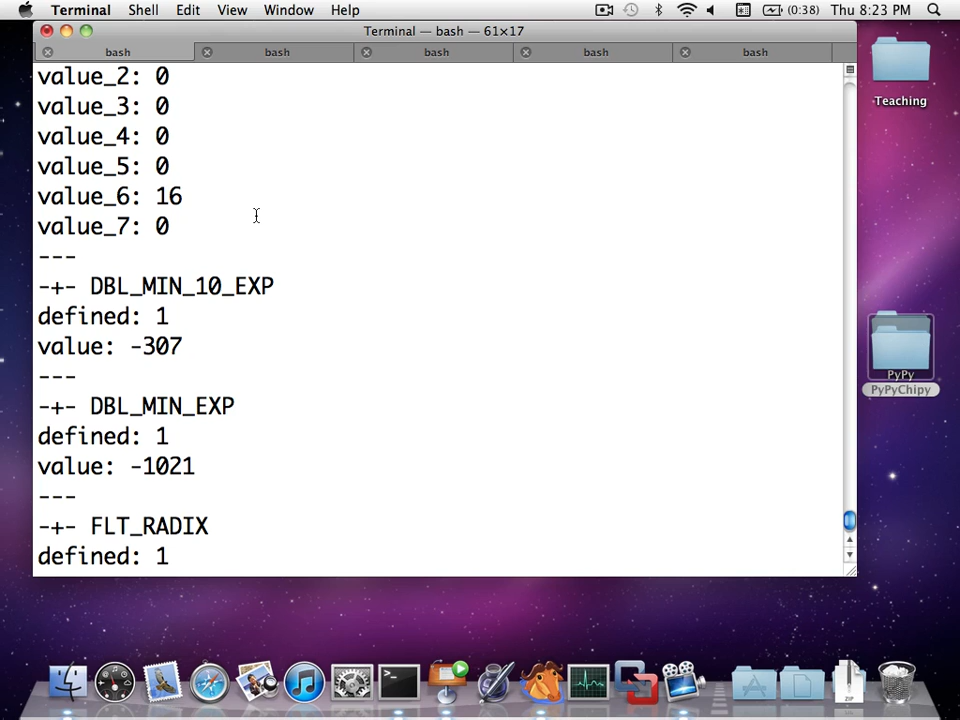 Terminal Shell Edit View Window Help (0:38) Thu 8:23 PM
Terminal — bash — 61×17
bash bash bash bash bash
value_2: 0
value_3: 0
value_4: 0
value_5: 0
value_6: 16
value_7: 0
---
-+- DBL_MIN_10_EXP
defined: 1
value: -307
---
-+- DBL_MIN_EXP
defined: 1
value: -1021
---
-+- FLT_RADIX
defined: 1
Teaching
PyPy
PyPyChipy
>_
ZIP